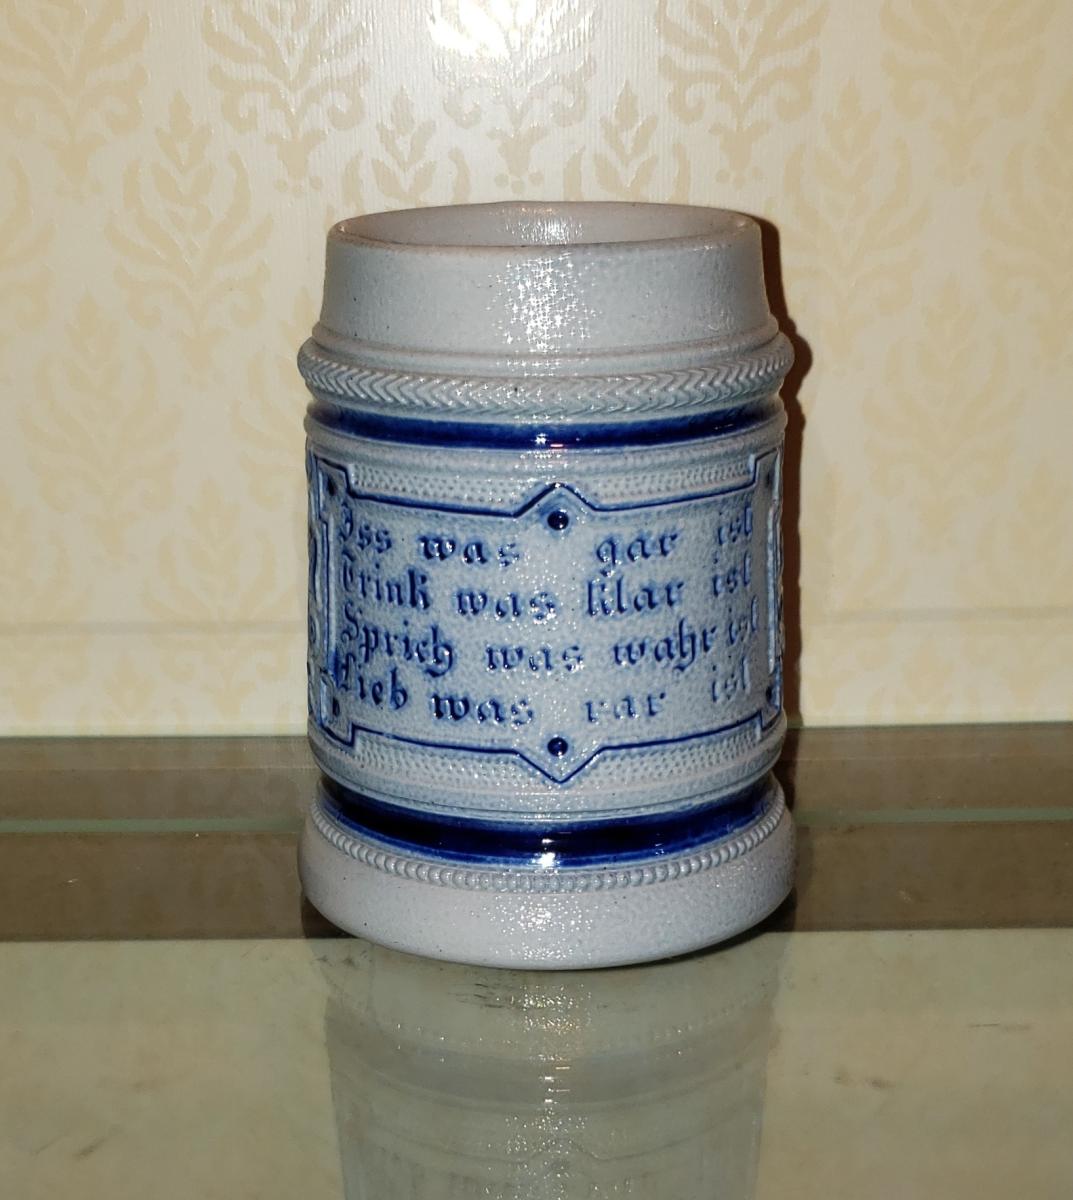 Iss was gar ist
Trink was klar ist
Sprich was wahr ist
Lieb was rar ist